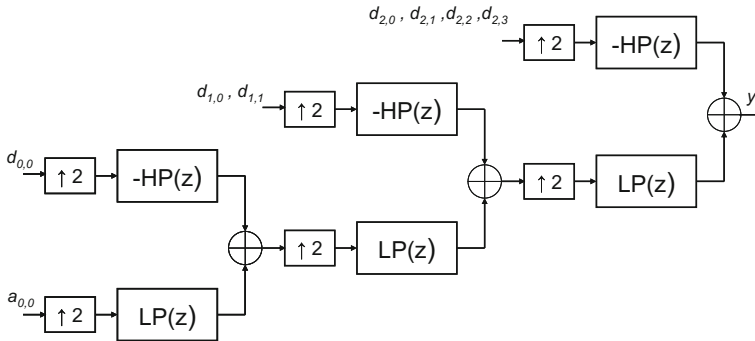 d2,0 , d2,1 ,d2,2 ,d2,3
↑ 2
-HP(z)
y
d1,0 , d1,1
↑ 2
-HP(z)
d0,0
↑ 2
-HP(z)
↑ 2
LP(z)
↑ 2
LP(z)
a0,0
↑ 2
LP(z)